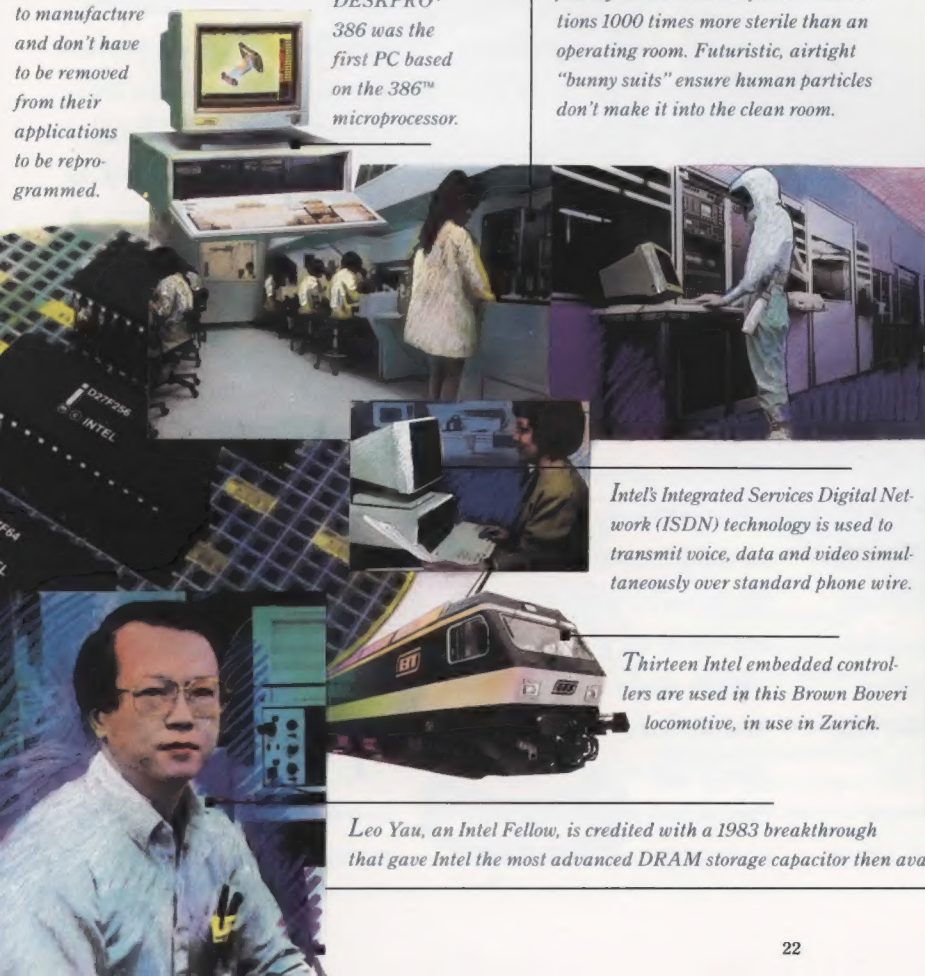 to manufacture
and don't have
to be removed
from their
applications
to be repro-
grammed.
DESKPRO
386 was the
first PC based
on the 386™
microprocessor.
tions 1000 times more sterile than an
operating room. Futuristic, airtight
"bunny suits" ensure human particles
don't make it into the clean room.
D27F256
INTEL
F64
Intel's Integrated Services Digital Net-
work (ISDN) technology is used to
transmit voice, data and video simul-
taneously over standard phone wire.
BT
Thirteen Intel embedded control-
lers are used in this Brown Boveri
locomotive, in use in Zurich.
Leo Yau, an Intel Fellow, is credited with a 1983 breakthrough
that gave Intel the most advanced DRAM storage capacitor then ava
22